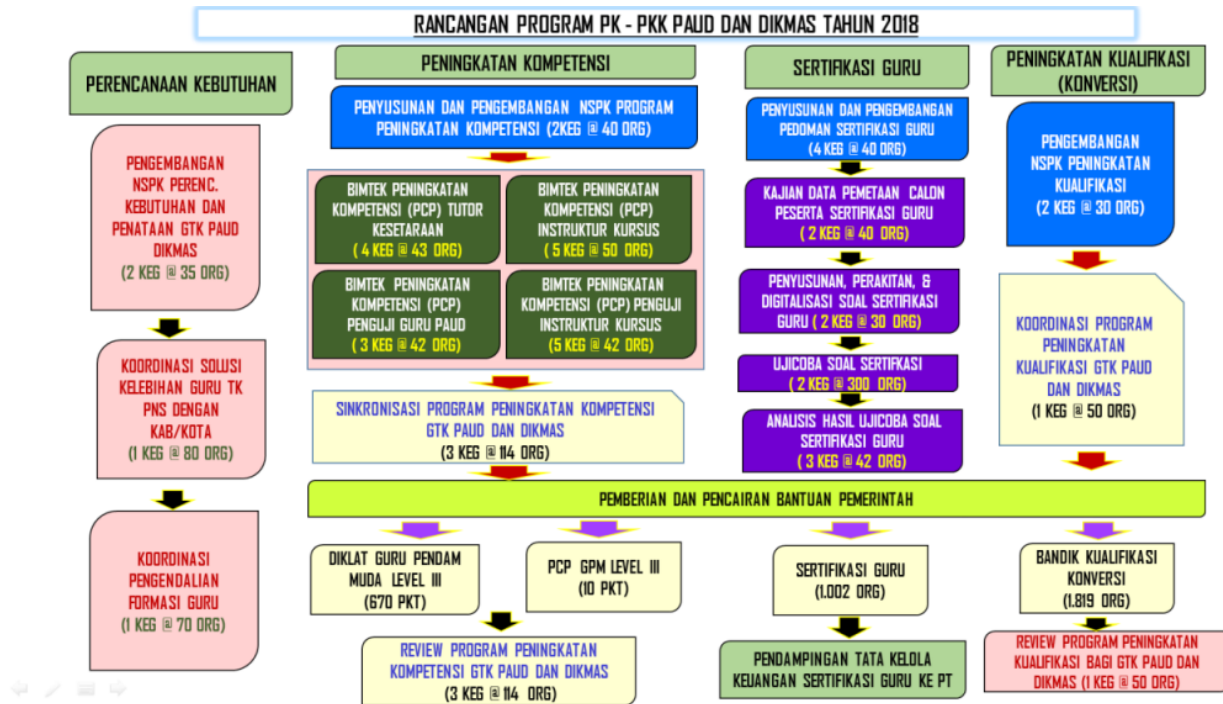 RANCANGAN PROGRAM PK - PKK PAUD DAN DIKMAS TAHUN 2018
PERENCANAAN KEBUTUHAN
PENGEMBANGAN
NSPK PERENC.
KEBUTUHAN DAN
PENATAAN GTK PAUD
DIKMAS
(2 KEG @ 35 ORG)
KOORDINASI SOLUSI
KELEBIHAN GURU TK
PNS DENGAN
KAB/KOTA
(1 KEG @ 80 ORG)
KOORDINASI
PENGENDALIAN
FORMASI GURU
(1 KEG @ 70 ORG)
PENINGKATAN KOMPETENSI
PENYUSUNAN DAN PENGEMBANGAN NSPK PROGRAM
PENINGKATAN KOMPETENSI (2KEG @ 40 ORG)
BIMTEK PENINGKATAN
KOMPETENSI (PCP) TUTOR
KESETARAAN
( 4 KEG @ 43 ORG)
BIMTEK PENINGKATAN
KOMPETENSI (PCP)
INSTRUKTUR KURSUS
(5 KEG @ 50 ORG)
BIMTEK PENINGKATAN
KOMPETENSI (PCP)
PENGUJI GURU PAUD
( 3 KEG @ 42 ORG)
BIMTEK PENINGKATAN
KOMPETENSI (PCP) PENGUJI
INSTRUKTUR KURSUS
(5 KEG @ 42 ORG)
SINKRONISASI PROGRAM PENINGKATAN KOMPETENSI
GTK PAUD DAN DIKMAS
(3 KEG @ 114 ORG)
SERTIFIKASI GURU
PENYUSUNAN DAN PENGEMBANGAN
PEDOMAN SERTIFIKASI GURU
(4 KEG @ 40 ORG)
KAJIAN DATA PEMETAAN CALON
PESERTA SERTIFIKASI GURU
( 2 KEG @ 40 ORG)
PENYUSUNAN, PERAKITAN, &
DIGITALISASI SOAL SERTIFIKASI
GURU ( 2 KEG @ 30 ORG)
UJICOBA SOAL SERTIFKASI
( 2 KEG @ 300 ORG)
ANALISIS HASIL UJICOBA SOAL
SERTIFIKASI GURU
( 3 KEG @ 42 ORG)
PENINGKATAN KUALIFIKASI
(KONVERSI)
PENGEMBANGAN
NSPK PENINGKATAN
KUALIFIKASI
(2 KEG @ 30 ORG)
KOORDINASI PROGRAM
PENINGKATAN
KUALIFIKASI GTK PAUD
DAN DIKMAS
(1 KEG @ 50 ORG)
PEMBERIAN DAN PENCAIRAN BANTUAN PEMERINTAH
DIKLAT GURU PENDAM
MUDA LEVEL III
(670 PKT)
PCP GPM LEVEL III
(10 PKT)
REVIEW PROGRAM PENINGKATAN
KOMPETENSI GTK PAUD DAN DIKMAS
(3 KEG @ 114 ORG)
SERTIFIKASI GURU
(1.002 ORG)
PENDAMPINGAN TATA KELOLA
KEUANGAN SERTIFIKASI GURU KE PT
BANDIK KUALIFIKASI
KONVERSI
(1.819 ORG)
REVIEW PROGRAM PENINGKATAN
KUALIFIKASI BAGI GTK PAUD DAN
DIKMAS (1 KEG @ 50 ORG)